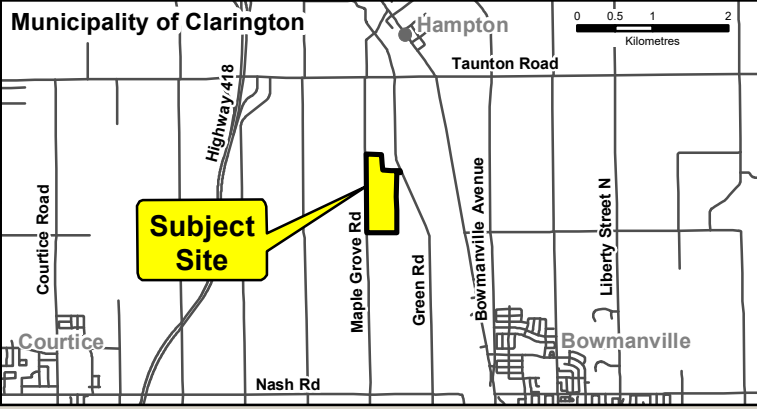 Municipality of Clarington
Hampton
0 0.5 1 2
Kilometres
Taunton Road
Highway 418
Subject
Site
Courtice Road
Maple Grove Rd
Green Rd
Bowmanville Avenue
Liberty Street N
Courtice
Bowmanville
Nash Rd